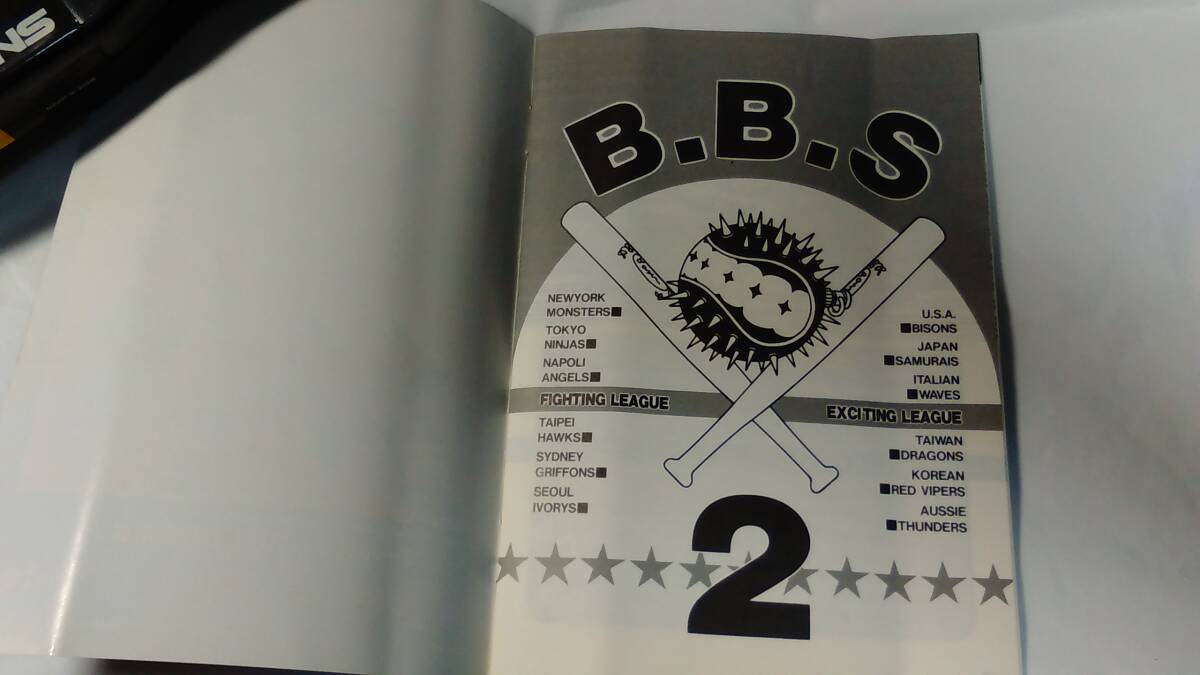 B.B.S
NEWYORK
MONSTERS■
TOKYO
NINJAS■
NAPOLI
ANGELS■
FIGHTING LEAGUE
TAIPEI
HAWKS■
SYDNEY
GRIFFONS■
SEOUL
IVORYS■
U.S.A.
■BISONS
JAPAN
■SAMURAIS
ITALIAN
■WAVES
EXCITING LEAGUE
TAIWAN
■DRAGONS
KOREAN
■RED VIPERS
AUSSIE
■THUNDERS
2